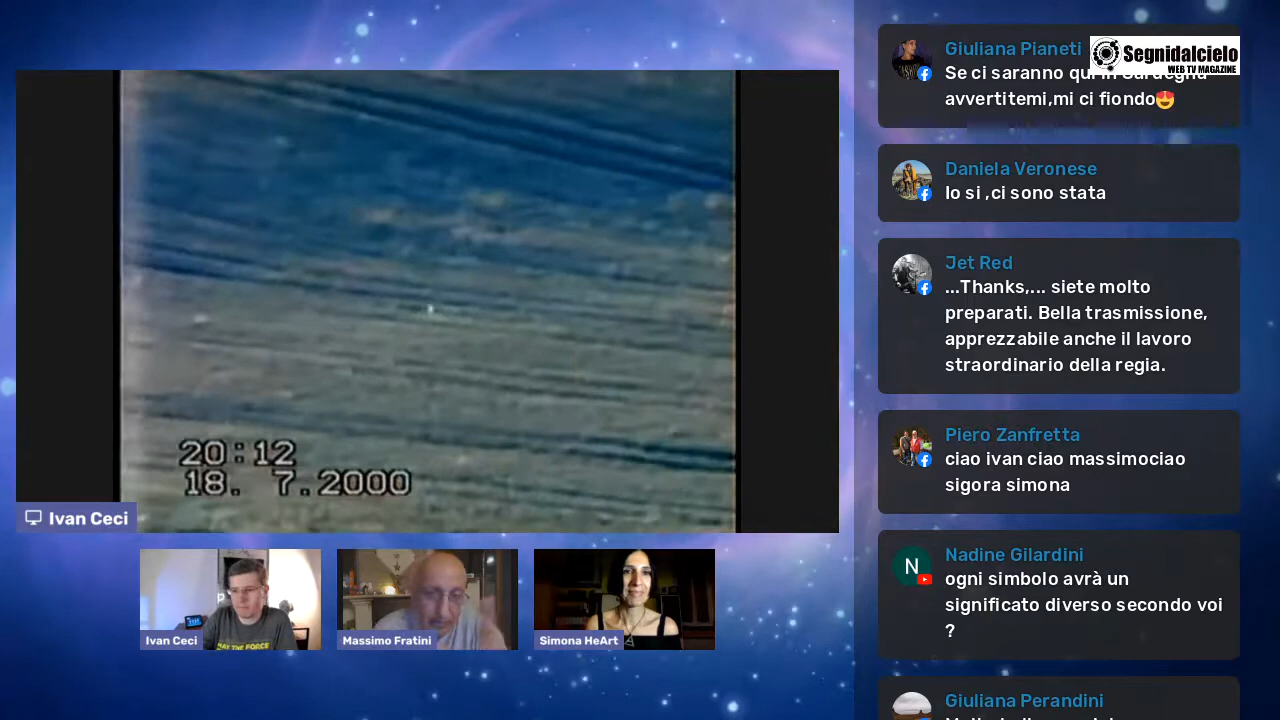 20:12
18. 7.2000
Ivan Ceci
Ivan Ceci
MAY THE FORCE
Massimo Fratini
Simona HeArt
Segnidalcielo
WEB TV MAGAZINE
Giuliana Pianeti
Se ci saranno qui in Sardegna
avvertitemi,mi ci fiondo😍
Daniela Veronese
Io si ,ci sono stata
Jet Red
...Thanks,... siete molto
preparati. Bella trasmissione,
apprezzabile anche il lavoro
straordinario della regia.
Piero Zanfretta
ciao ivan ciao massimociao
sigora simona
N
Nadine Gilardini
ogni simbolo avrà un
significato diverso secondo voi
?
Giuliana Perandini